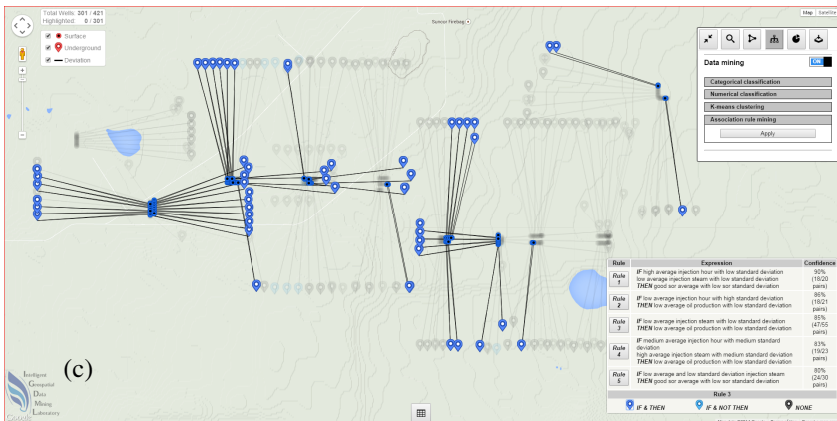 Total Wells: 301 / 421
Highlighted: 0 / 301
Surface
Underground
Deviation
Suncor Firebag
Map
Satellite
Data mining
ON
Categorical classification
Numerical classification
K-means clustering
Association rule mining
Apply
Rule Expression Confidence
Rule 1
IF high average injection hour with low standard deviation
low average injection steam with low standard deviation
THEN good sor average with low sor standard deviation
90%
(18/20
pairs)
Rule 2
IF low average injection hour with high standard deviation
THEN low average oil production with low standard deviation
86%
(18/21
pairs)
Rule 3
IF low average injection steam with low standard deviation
THEN low average oil production with low standard deviation
85%
(47/55
pairs)
Rule 4
IF medium average injection hour with medium standard
deviation
high average injection steam with medium standard deviation
THEN low average oil production with low standard deviation
83%
(19/23
pairs)
Rule 5
IF low average and low standard deviation injection steam
THEN good sor average with low sor standard deviation
80%
(24/30
pairs)
Rule 3
IF & THEN
IF & NOT THEN
NONE
(c)
Intelligent
Geospatial
Data
Mining
Laboratory
Google